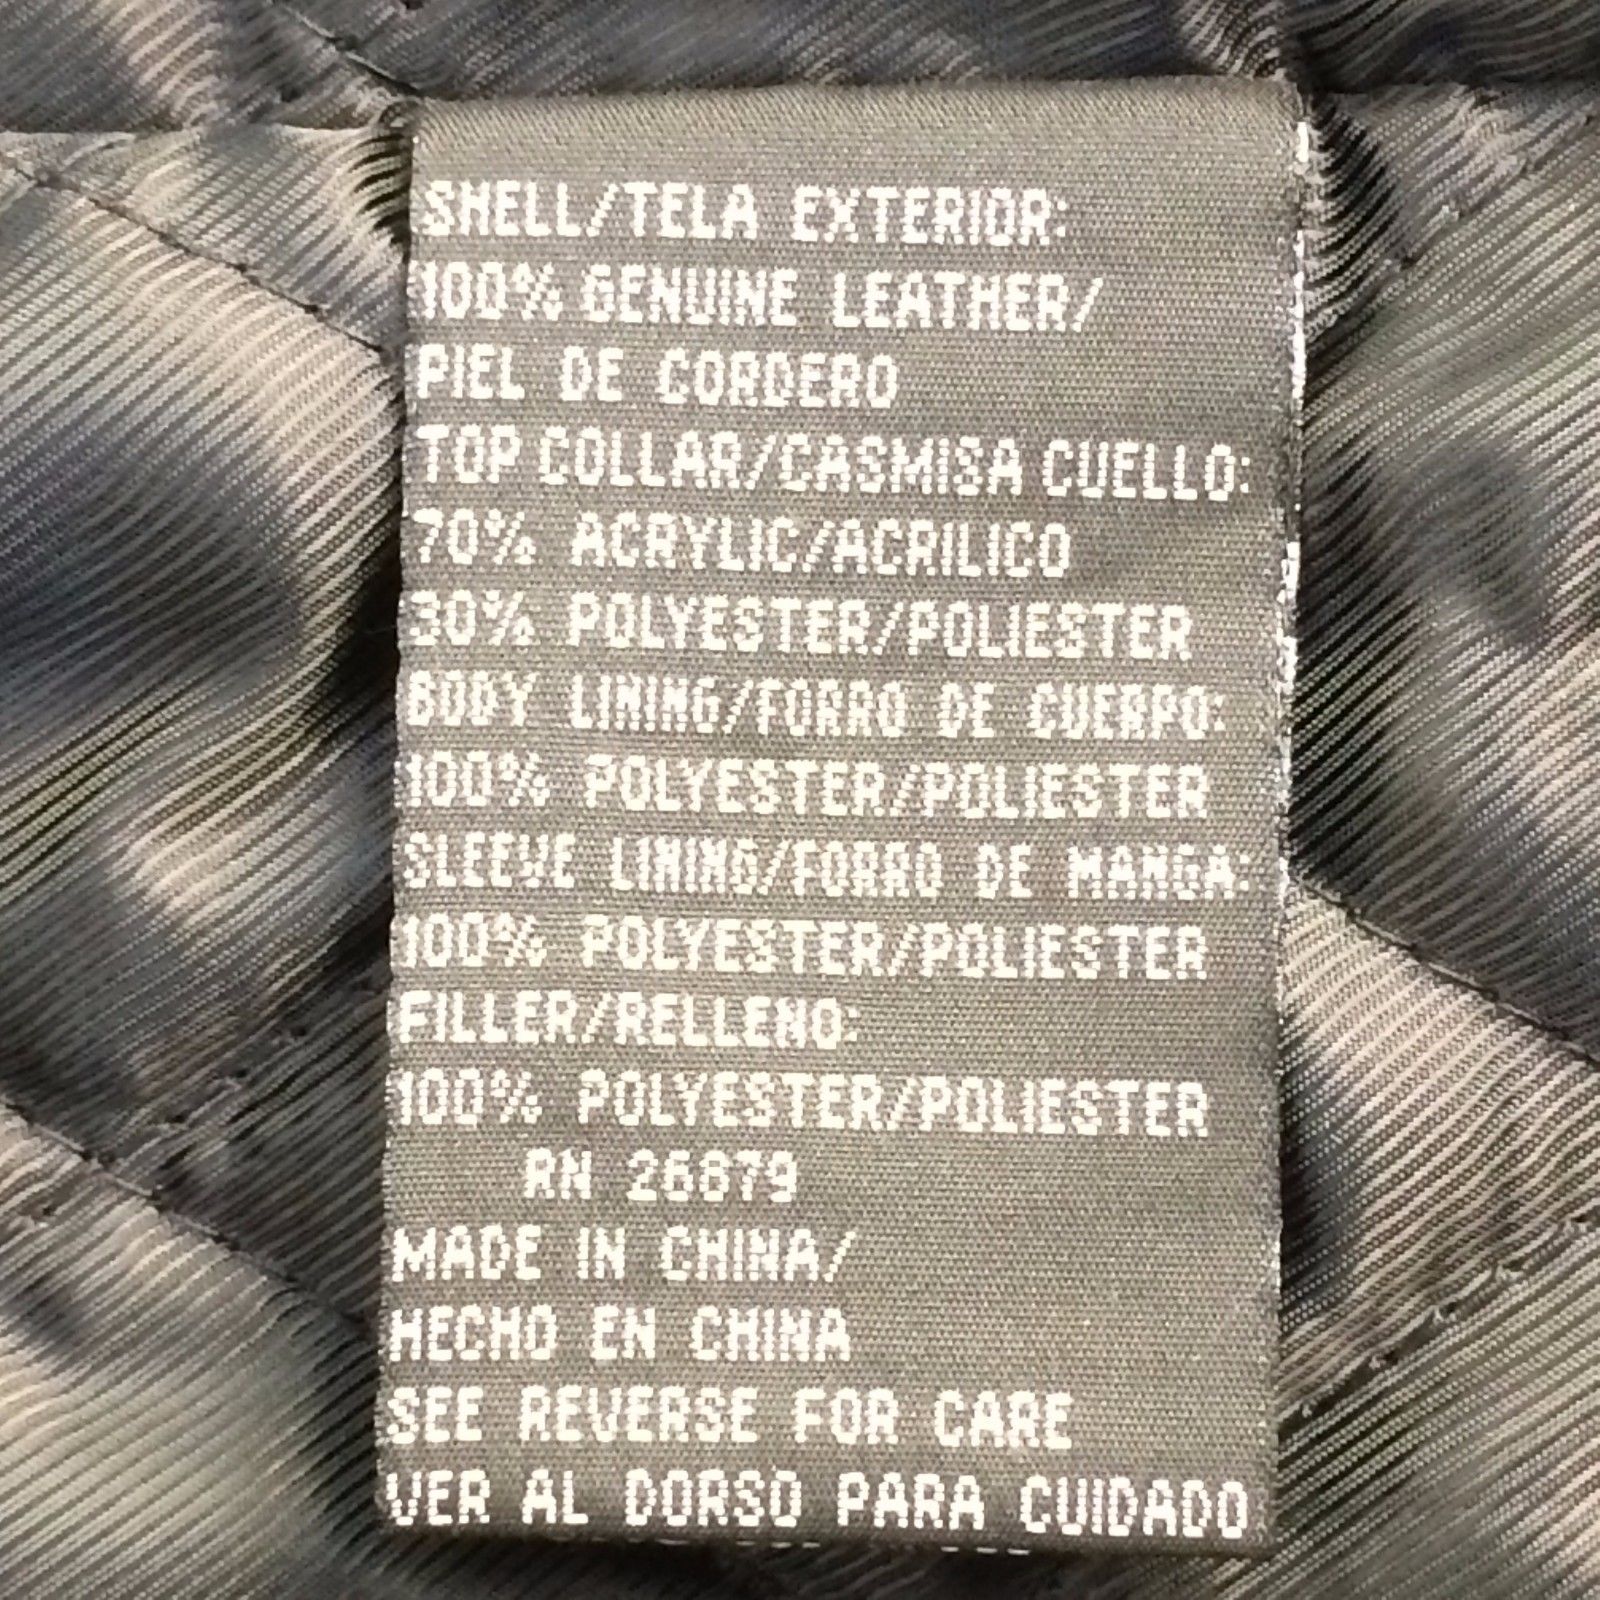 SHELL/TELA EXTERIOR:
100% GENUINE LEATHER/
PIEL DE CORDERO
TOP COLLAR/CASMISA CUELLO:
70% ACRYLIC/ACRILICO
30% POLYESTER/POLIESTER
BODY LINING/FORRO DE CUERPO:
100% POLYESTER/POLIESTER
SLEEVE LINING/FORRO DE MANGA:
100% POLYESTER/POLIESTER
FILLER/RELLENO:
100% POLYESTER/POLIESTER
RN 26879
MADE IN CHINA/
HECHO EN CHINA
SEE REVERSE FOR CARE
VER AL DORSO PARA CUIDADO